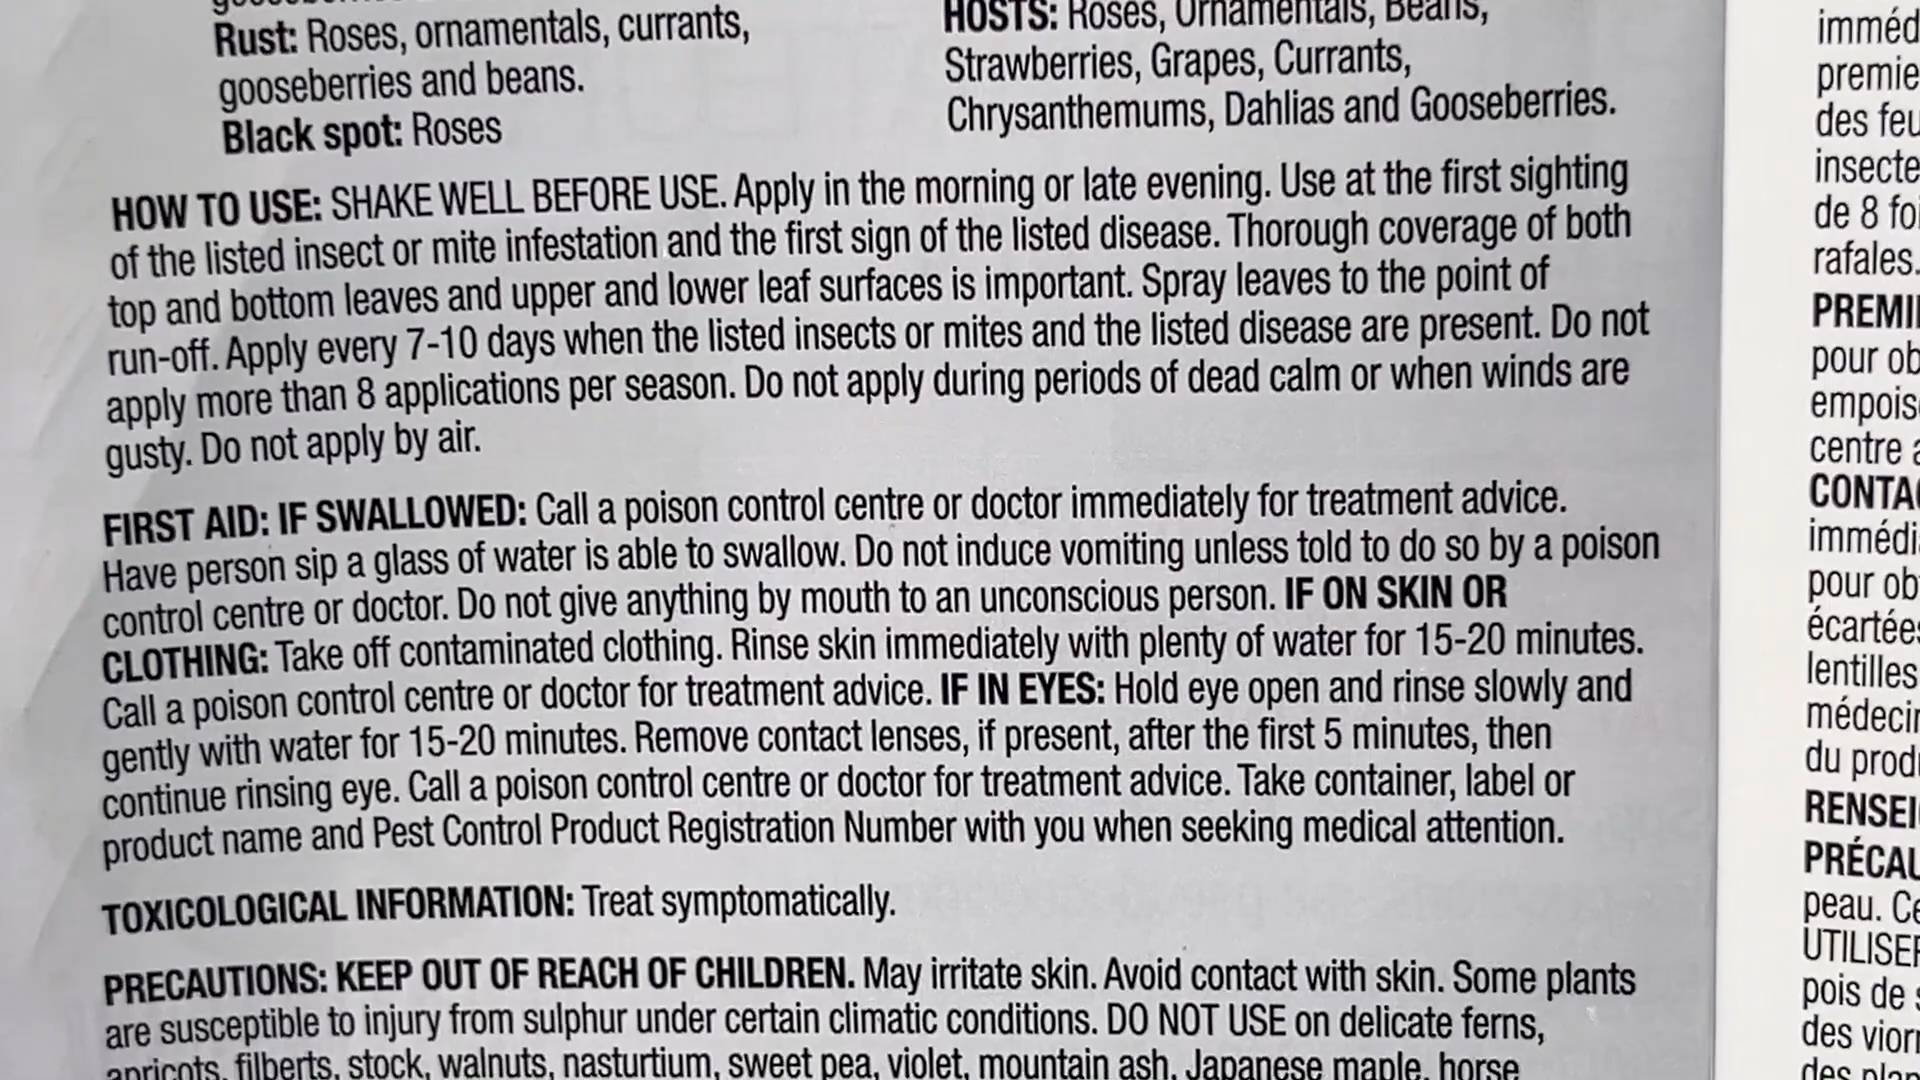 Rust: Roses, ornamentals, currants,
gooseberries and beans.
Black spot: Roses
HOSTS: Roses, Ornamentals, Beans,
Strawberries, Grapes, Currants,
Chrysanthemums, Dahlias and Gooseberries.
HOW TO USE: SHAKE WELL BEFORE USE. Apply in the morning or late evening. Use at the first sighting
of the listed insect or mite infestation and the first sign of the listed disease. Thorough coverage of both
top and bottom leaves and upper and lower leaf surfaces is important. Spray leaves to the point of
run-off. Apply every 7-10 days when the listed insects or mites and the listed disease are present. Do not
apply more than 8 applications per season. Do not apply during periods of dead calm or when winds are
gusty. Do not apply by air.
FIRST AID: IF SWALLOWED: Call a poison control centre or doctor immediately for treatment advice.
Have person sip a glass of water is able to swallow. Do not induce vomiting unless told to do so by a poison
control centre or doctor. Do not give anything by mouth to an unconscious person. IF ON SKIN OR
CLOTHING: Take off contaminated clothing. Rinse skin immediately with plenty of water for 15-20 minutes.
Call a poison control centre or doctor for treatment advice. IF IN EYES: Hold eye open and rinse slowly and
gently with water for 15-20 minutes. Remove contact lenses, if present, after the first 5 minutes, then
continue rinsing eye. Call a poison control centre or doctor for treatment advice. Take container, label or
product name and Pest Control Product Registration Number with you when seeking medical attention.
TOXICOLOGICAL INFORMATION: Treat symptomatically.
PRECAUTIONS: KEEP OUT OF REACH OF CHILDREN. May irritate skin. Avoid contact with skin. Some plants
are susceptible to injury from sulphur under certain climatic conditions. DO NOT USE on delicate ferns,
apricots, filberts, stock, walnuts, nasturtium, sweet pea, violet, mountain ash, Japanese maple, horse
imméd
premie
des feu
insecte
de 8 foi
rafales.
PREMI
pour ob
empois
centre a
CONTA
immédi
pour ob
écartées
lentilles
médecin
du produ
RENSEI
PRÉCAU
peau. Ce
UTILISER
pois de s
des vior
des plan